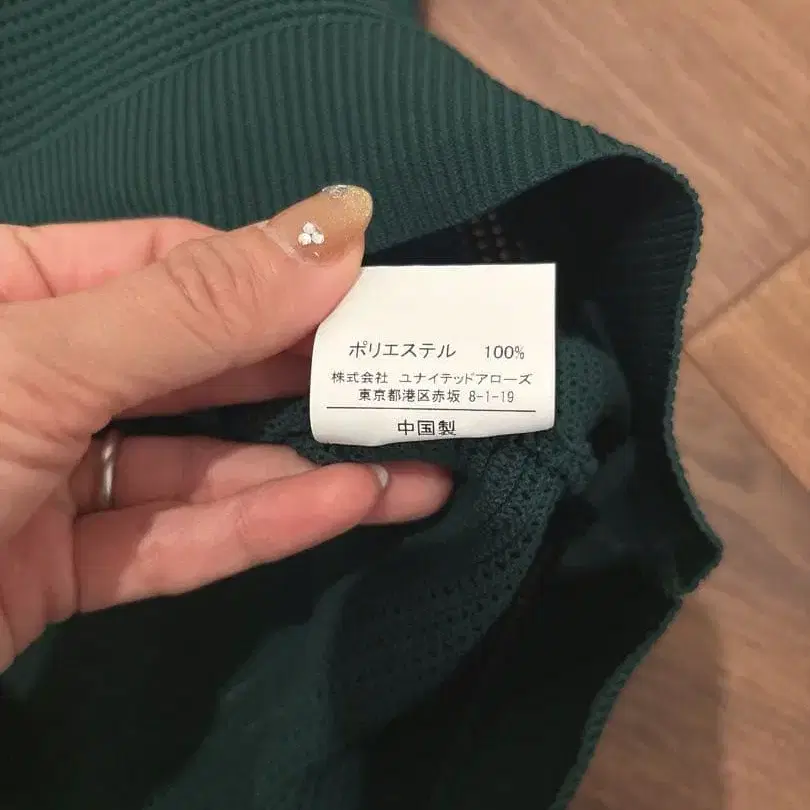 ポリエステル 100%
株式会社 ユナイテッドアローズ
東京都港区赤坂 8-1-19
中国製